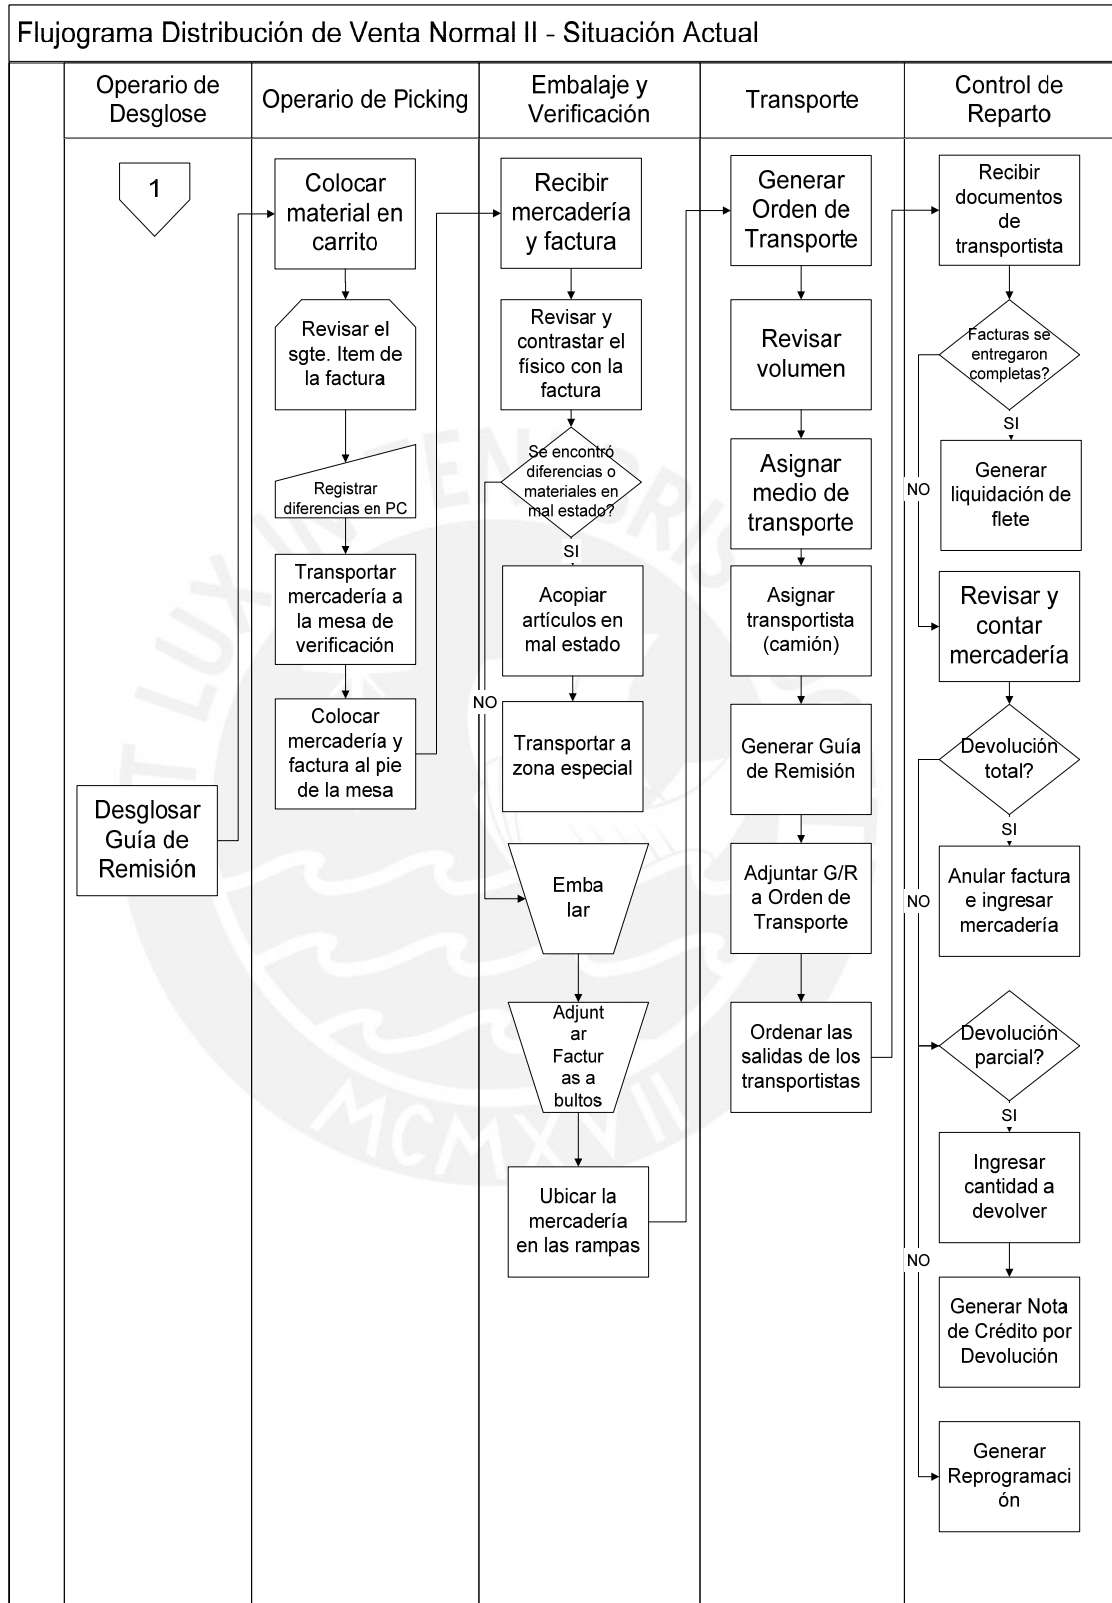 Flujograma Distribución de Venta Normal II - Situación Actual
Operario de
Desglose
Operario de Picking
Embalaje y
Verificación
Transporte
Control de
Reparto
1
Desglosar
Guía de
Remisión
Colocar
material en
carrito
Revisar el
sgte. Item de
la factura
Registrar
diferencias en PC
Transportar
mercadería a
la mesa de
verificación
Colocar
mercadería y
factura al pie
de la mesa
Recibir
mercadería
y factura
Revisar y
contrastar el
físico con la
factura
Se encontró
diferencias o
materiales en
mal estado?
SI
Acopiar
artículos en
mal estado
NO
Transportar a
zona especial
Emba
lar
Adjunt
ar
Factur
as a
bultos
Ubicar la
mercadería
en las rampas
Generar
Orden de
Transporte
Revisar
volumen
Asignar
medio de
transporte
Asignar
transportista
(camión)
Generar Guía
de Remisión
Adjuntar G/R
a Orden de
Transporte
Ordenar las
salidas de los
transportistas
Recibir
documentos
de
transportista
Facturas se
entregaron
completas?
SI
Generar
liquidación de
flete
NO
Revisar y
contar
mercadería
Devolución
total?
SI
Anular factura
e ingresar
mercadería
NO
Devolución
parcial?
SI
Ingresar
cantidad a
devolver
NO
Generar Nota
de Crédito por
Devolución
Generar
Reprogramaci
ón
MCMXVII